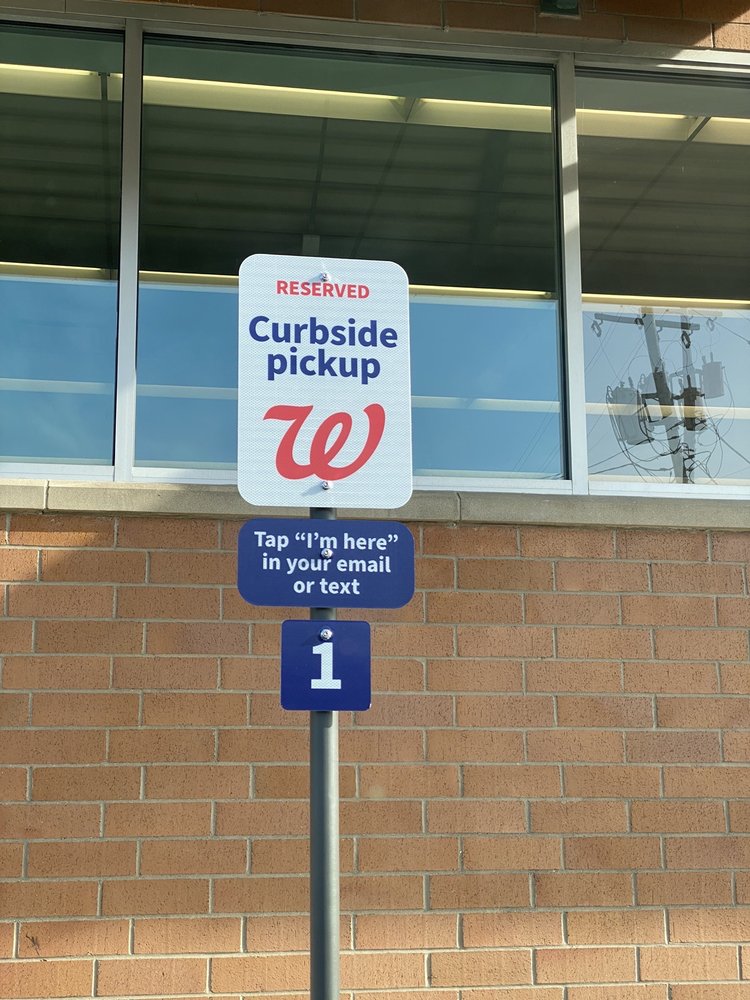 RESERVED
Curbside
pickup
W
Tap “I’m here”
in your email
or text
1